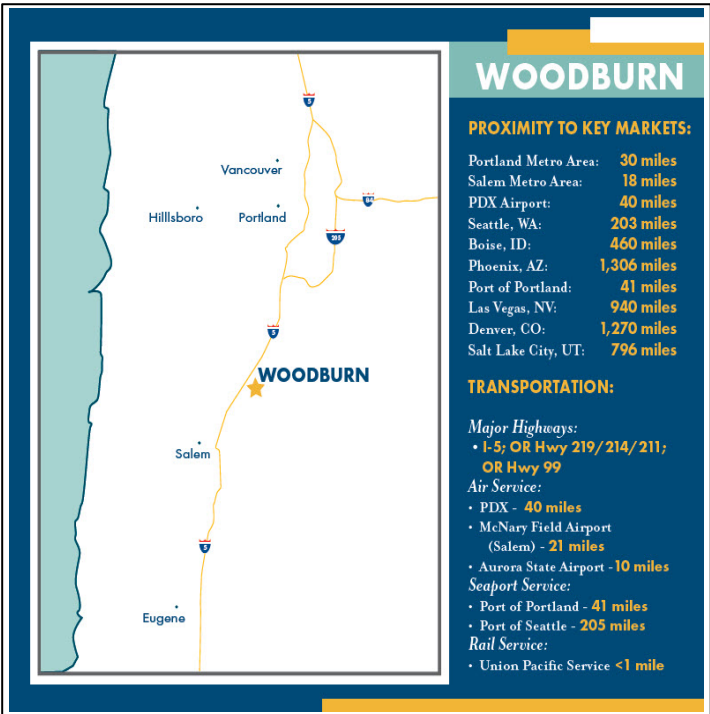 WOODBURN
PROXIMITY TO KEY MARKETS:
Portland Metro Area: 30 miles
Salem Metro Area: 18 miles
PDX Airport: 40 miles
Seattle, WA: 203 miles
Boise, ID: 460 miles
Phoenix, AZ: 1,306 miles
Port of Portland: 41 miles
Las Vegas, NV: 940 miles
Denver, CO: 1,270 miles
Salt Lake City, UT: 796 miles
TRANSPORTATION:
Major Highways:
• I-5; OR Hwy 219/214/211;
OR Hwy 99
Air Service:
• PDX - 40 miles
• McNary Field Airport
(Salem) - 21 miles
• Aurora State Airport - 10 miles
Seaport Service:
• Port of Portland - 41 miles
• Port of Seattle - 205 miles
Rail Service:
• Union Pacific Service <1 mile
5
Vancouver
84
Hilllsboro
Portland
205
5
WOODBURN
Salem
5
Eugene